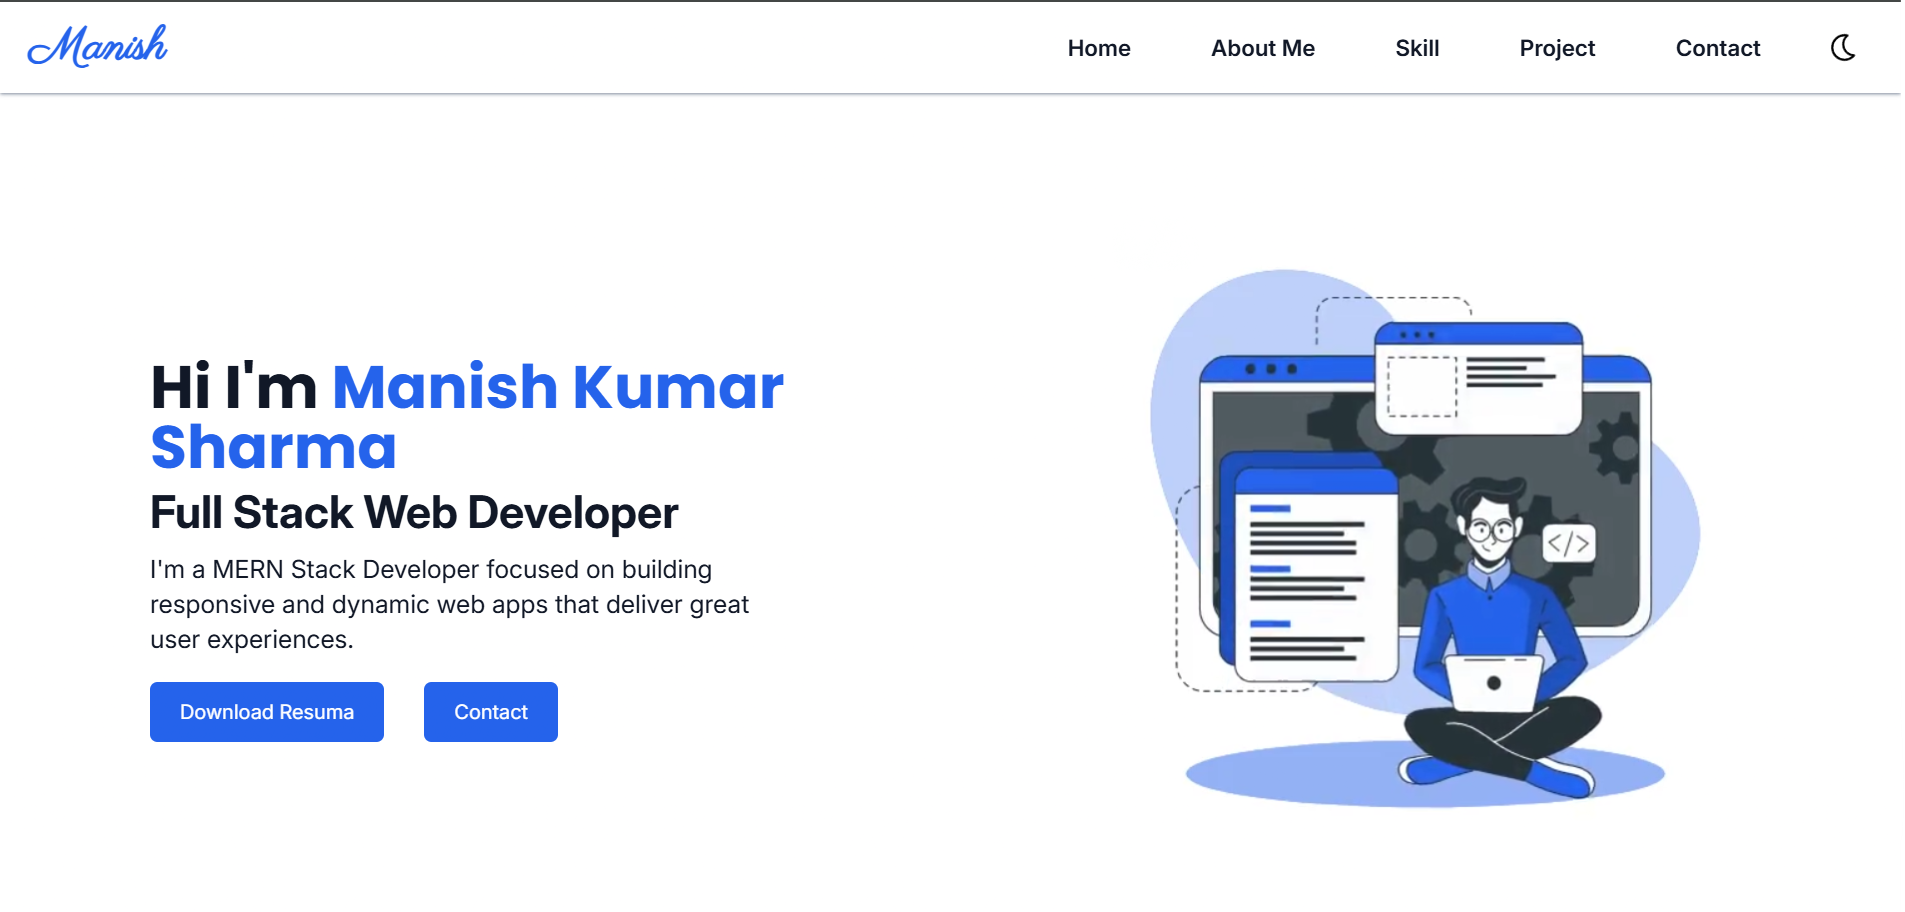 Manish
Home About Me Skill Project Contact
Hi I'm Manish Kumar
Sharma
Full Stack Web Developer
I'm a MERN Stack Developer focused on building
responsive and dynamic web apps that deliver great
user experiences.
Download Resuma Contact
</>